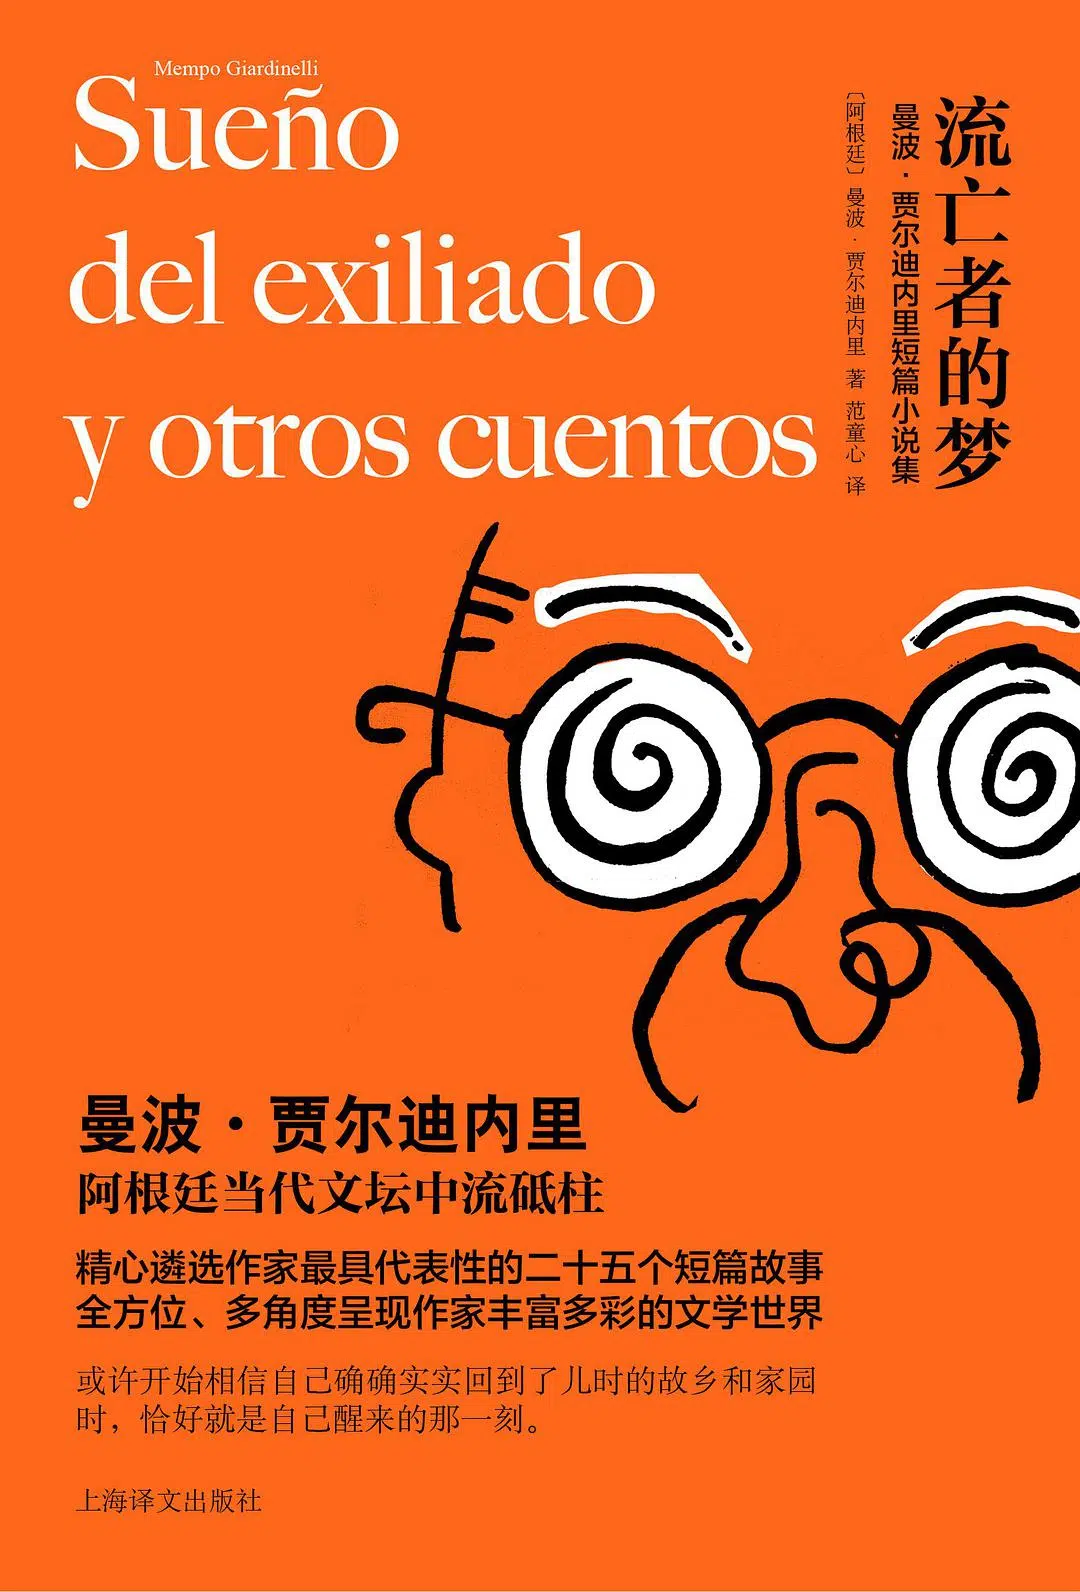 Mempo Giardinelli
Sueño
del exiliado
y otros cuentos
流亡者的梦
曼波·贾尔迪内里短篇小说集
〔阿根廷〕曼波·贾尔迪内里 著 范童心 译
曼波·贾尔迪内里
阿根廷当代文坛中流砥柱
精心遴选作家最具代表性的二十五个短篇故事
全方位、多角度呈现作家丰富多彩的文学世界
或许开始相信自己确确实实回到了儿时的故乡和家园
时，恰好就是自己醒来的那一刻。
上海译文出版社